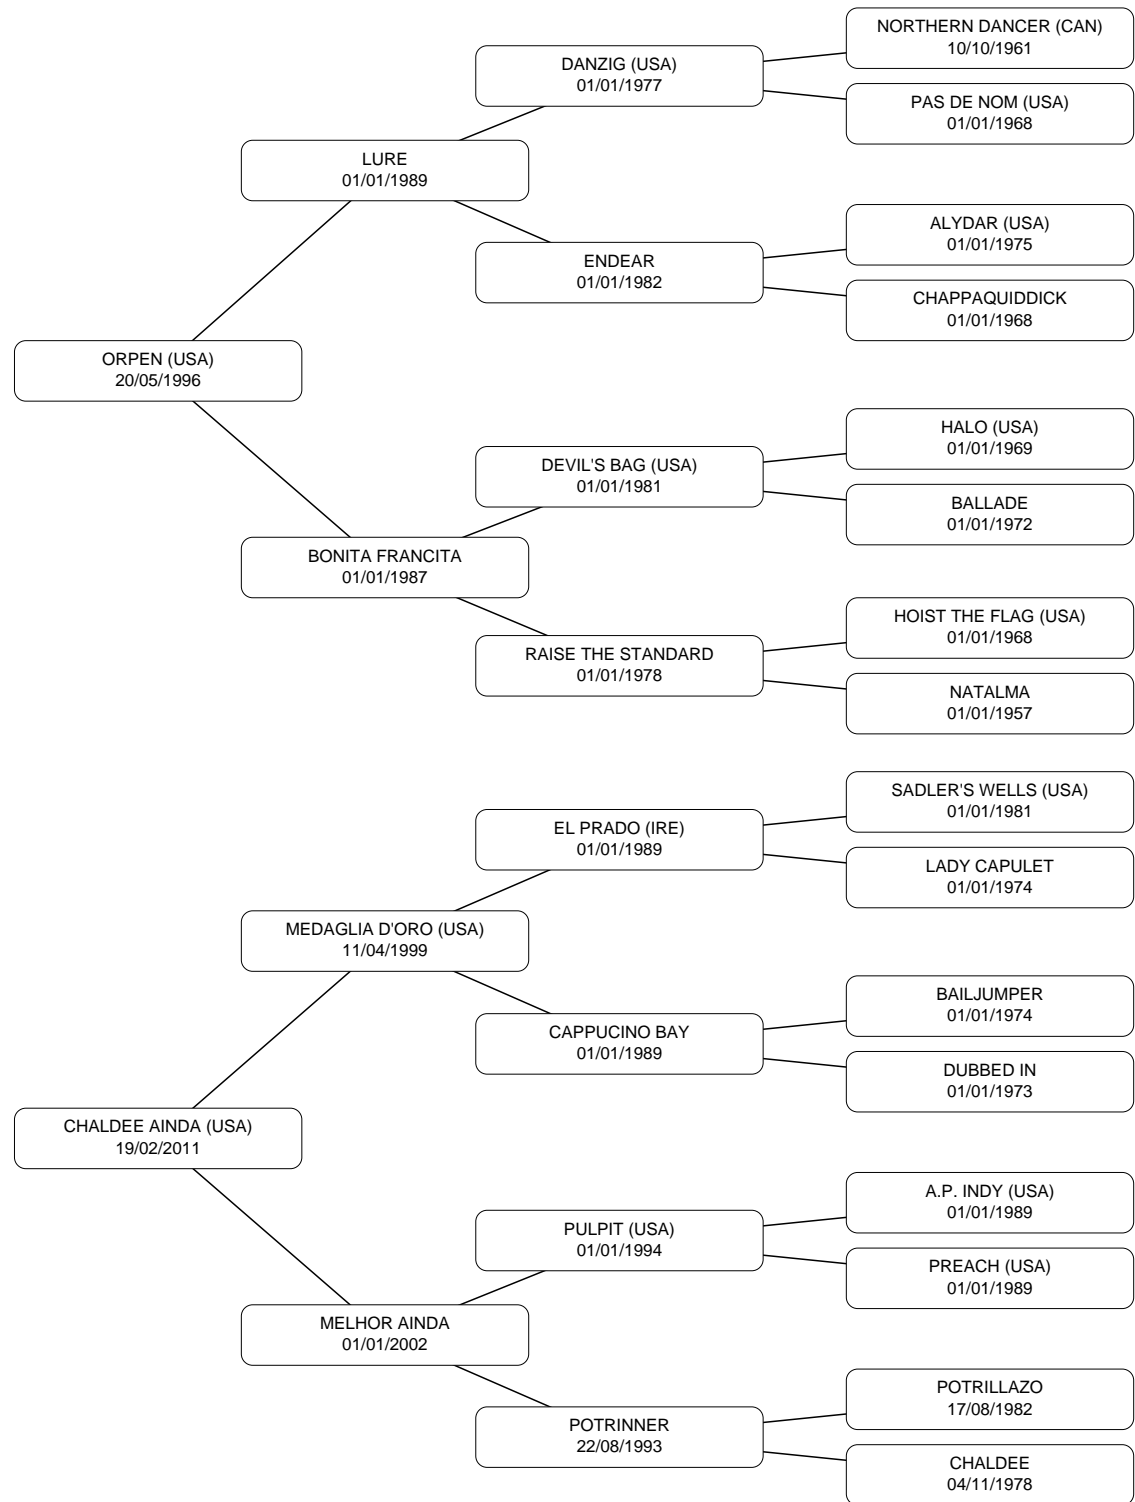 NORTHERN DANCER (CAN)
10/10/1961
DANZIG (USA)
01/01/1977
PAS DE NOM (USA)
01/01/1968
LURE
01/01/1989
ALYDAR (USA)
01/01/1975
ENDEAR
01/01/1982
CHAPPAQUIDDICK
01/01/1968
ORPEN (USA)
20/05/1996
HALO (USA)
01/01/1969
DEVIL'S BAG (USA)
01/01/1981
BALLADE
01/01/1972
BONITA FRANCITA
01/01/1987
HOIST THE FLAG (USA)
01/01/1968
RAISE THE STANDARD
01/01/1978
NATALMA
01/01/1957
SADLER'S WELLS (USA)
01/01/1981
EL PRADO (IRE)
01/01/1989
LADY CAPULET
01/01/1974
MEDAGLIA D'ORO (USA)
11/04/1999
BAILJUMPER
01/01/1974
CAPPUCINO BAY
01/01/1989
DUBBED IN
01/01/1973
CHALDEE AINDA (USA)
19/02/2011
A.P. INDY (USA)
01/01/1989
PULPIT (USA)
01/01/1994
PREACH (USA)
01/01/1989
MELHOR AINDA
01/01/2002
POTRILLAZO
17/08/1982
POTRINNER
22/08/1993
CHALDEE
04/11/1978